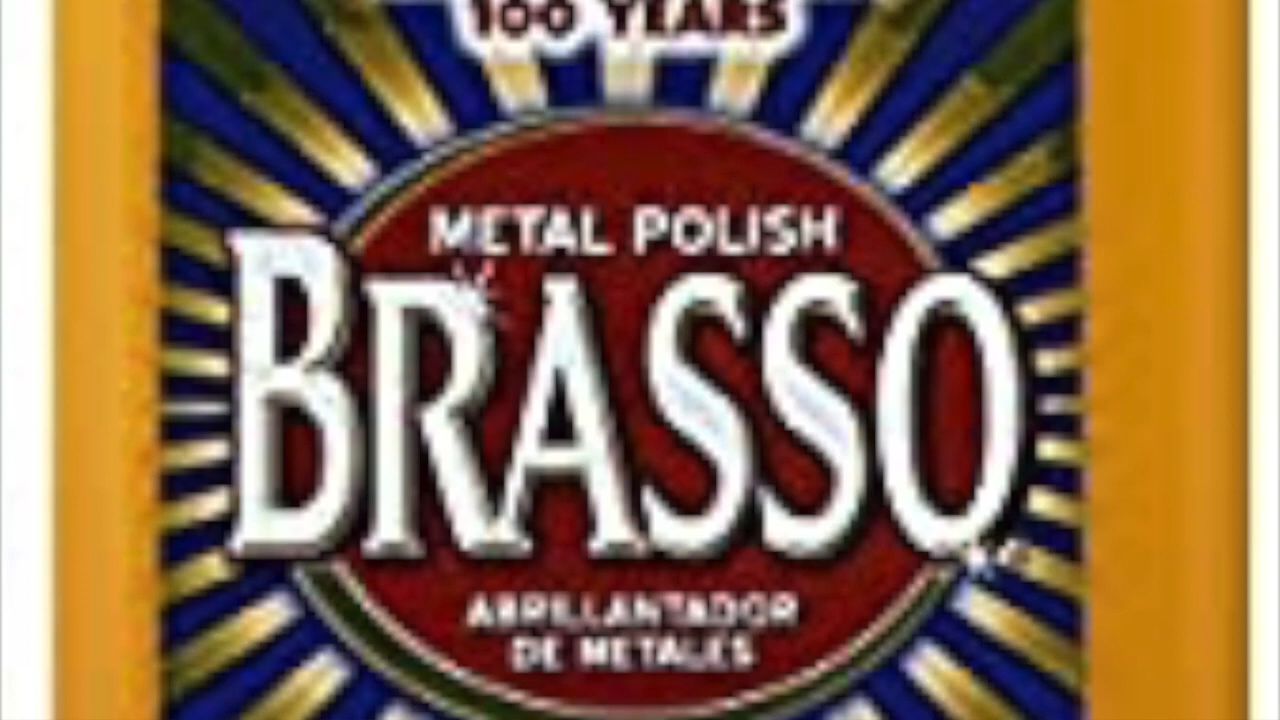 100 YEARS
METAL POLISH
BRASSO
ABRILLANTADOR
DE METALES